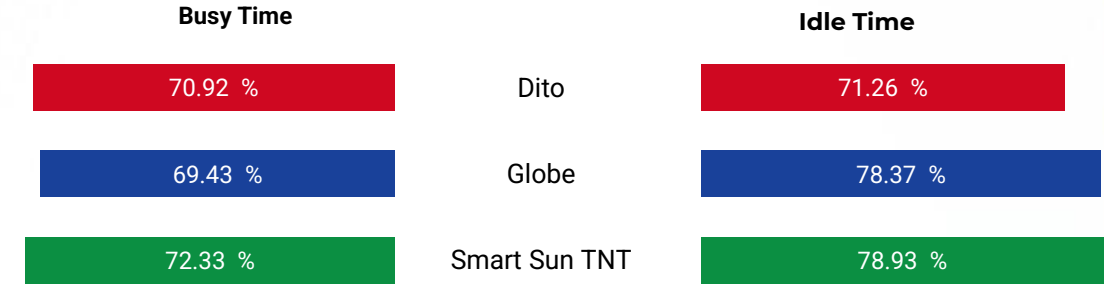 Busy Time Idle Time
70.92 % Dito 71.26 %
69.43 % Globe 78.37 %
72.33 % Smart Sun TNT 78.93 %